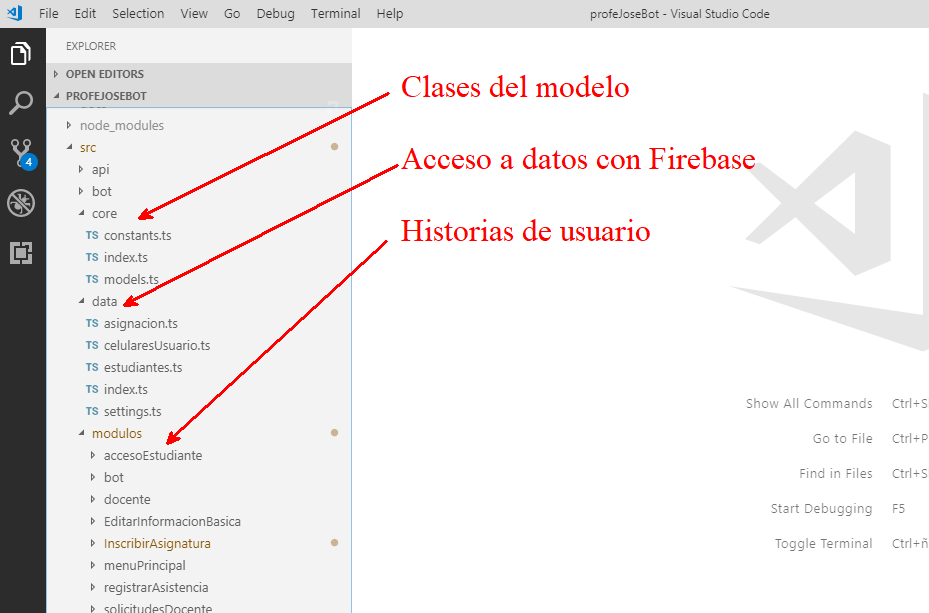 File Edit Selection View Go Debug Terminal Help
profeJoseBot - Visual Studio Code
EXPLORER
OPEN EDITORS
PROFEJOSEBOT
node_modules
src
api
bot
core
TS constants.ts
TS index.ts
TS models.ts
data
TS asignacion.ts
TS celularesUsuario.ts
TS estudiantes.ts
TS index.ts
TS settings.ts
modulos
accesoEstudiante
bot
docente
EditarInformacionBasica
InscribirAsignatura
menuPrincipal
registrarAsistencia
solicitudesDocente
4
Clases del modelo
Acceso a datos con Firebase
Historias de usuario
Show All Commands Ctrl+S
Go to File Ctrl+P
Find in Files Ctrl+S
Start Debugging F5
Toggle Terminal Ctrl+ñ